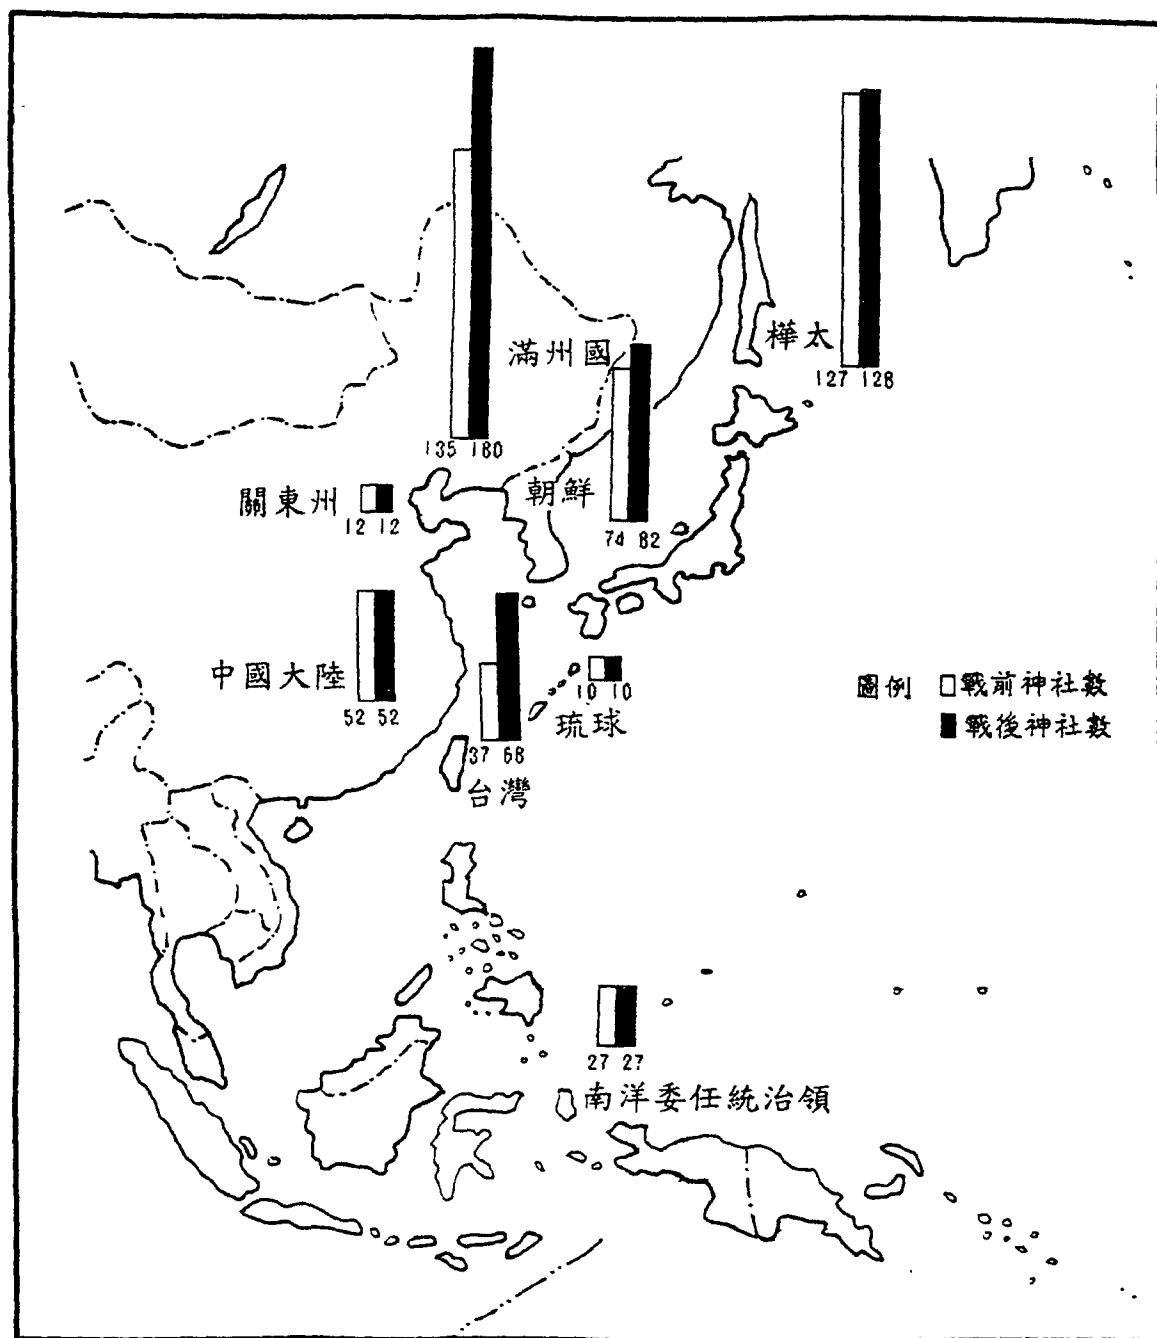 樺太
127 128
滿州國
135 180
朝鮮
74 82
關東州
12 12
中國大陸
52 52
10 10
琉球
37 68
台灣
圖例 戰前神社數
戰後神社數
27 27
南洋委任統治領